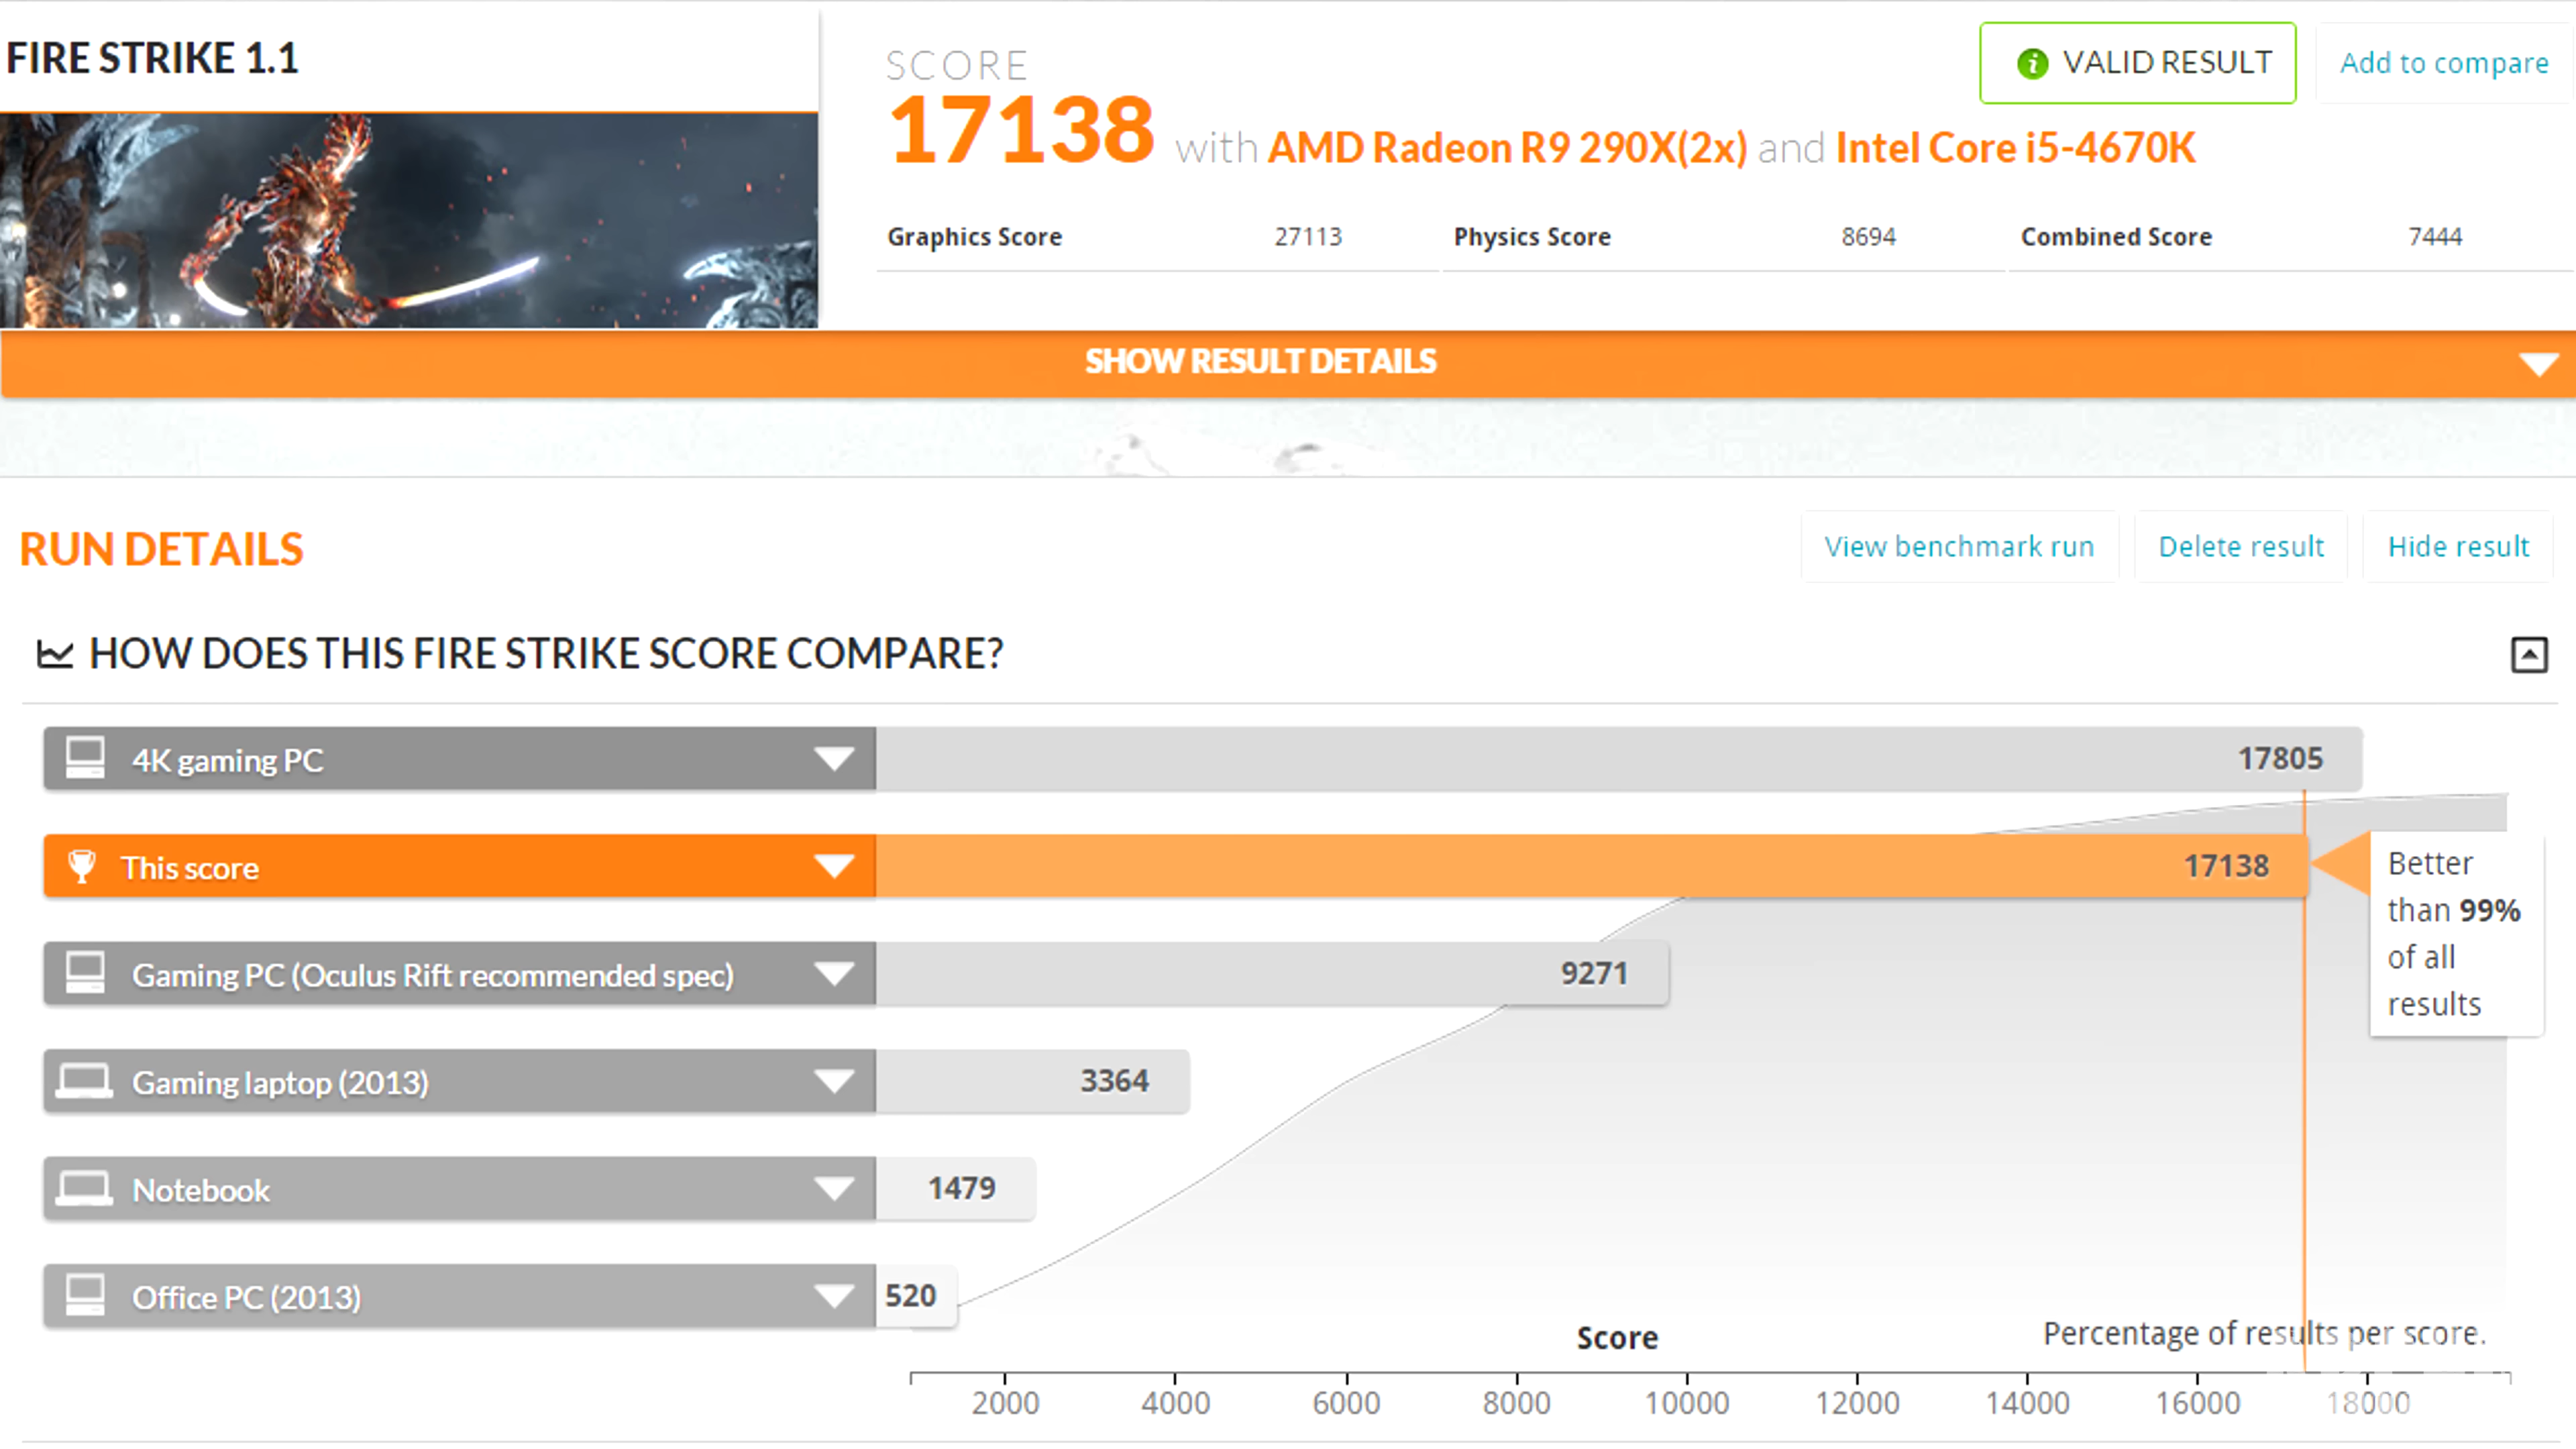 FIRE STRIKE 1.1
SCORE
VALID RESULT
Add to compare
17138 with AMD Radeon R9 290X(2x) and Intel Core i5-4670K
Graphics Score 27113 Physics Score 8694 Combined Score 7444
SHOW RESULT DETAILS
RUN DETAILS
View benchmark run Delete result Hide result
HOW DOES THIS FIRE STRIKE SCORE COMPARE?
4K gaming PC 17805
This score 17138
Better
than 99%
of all
results
Gaming PC (Oculus Rift recommended spec) 9271
Gaming laptop (2013) 3364
Notebook 1479
Office PC (2013) 520
Score
Percentage of results per score.
2000 4000 6000 8000 10000 12000 14000 16000 18000